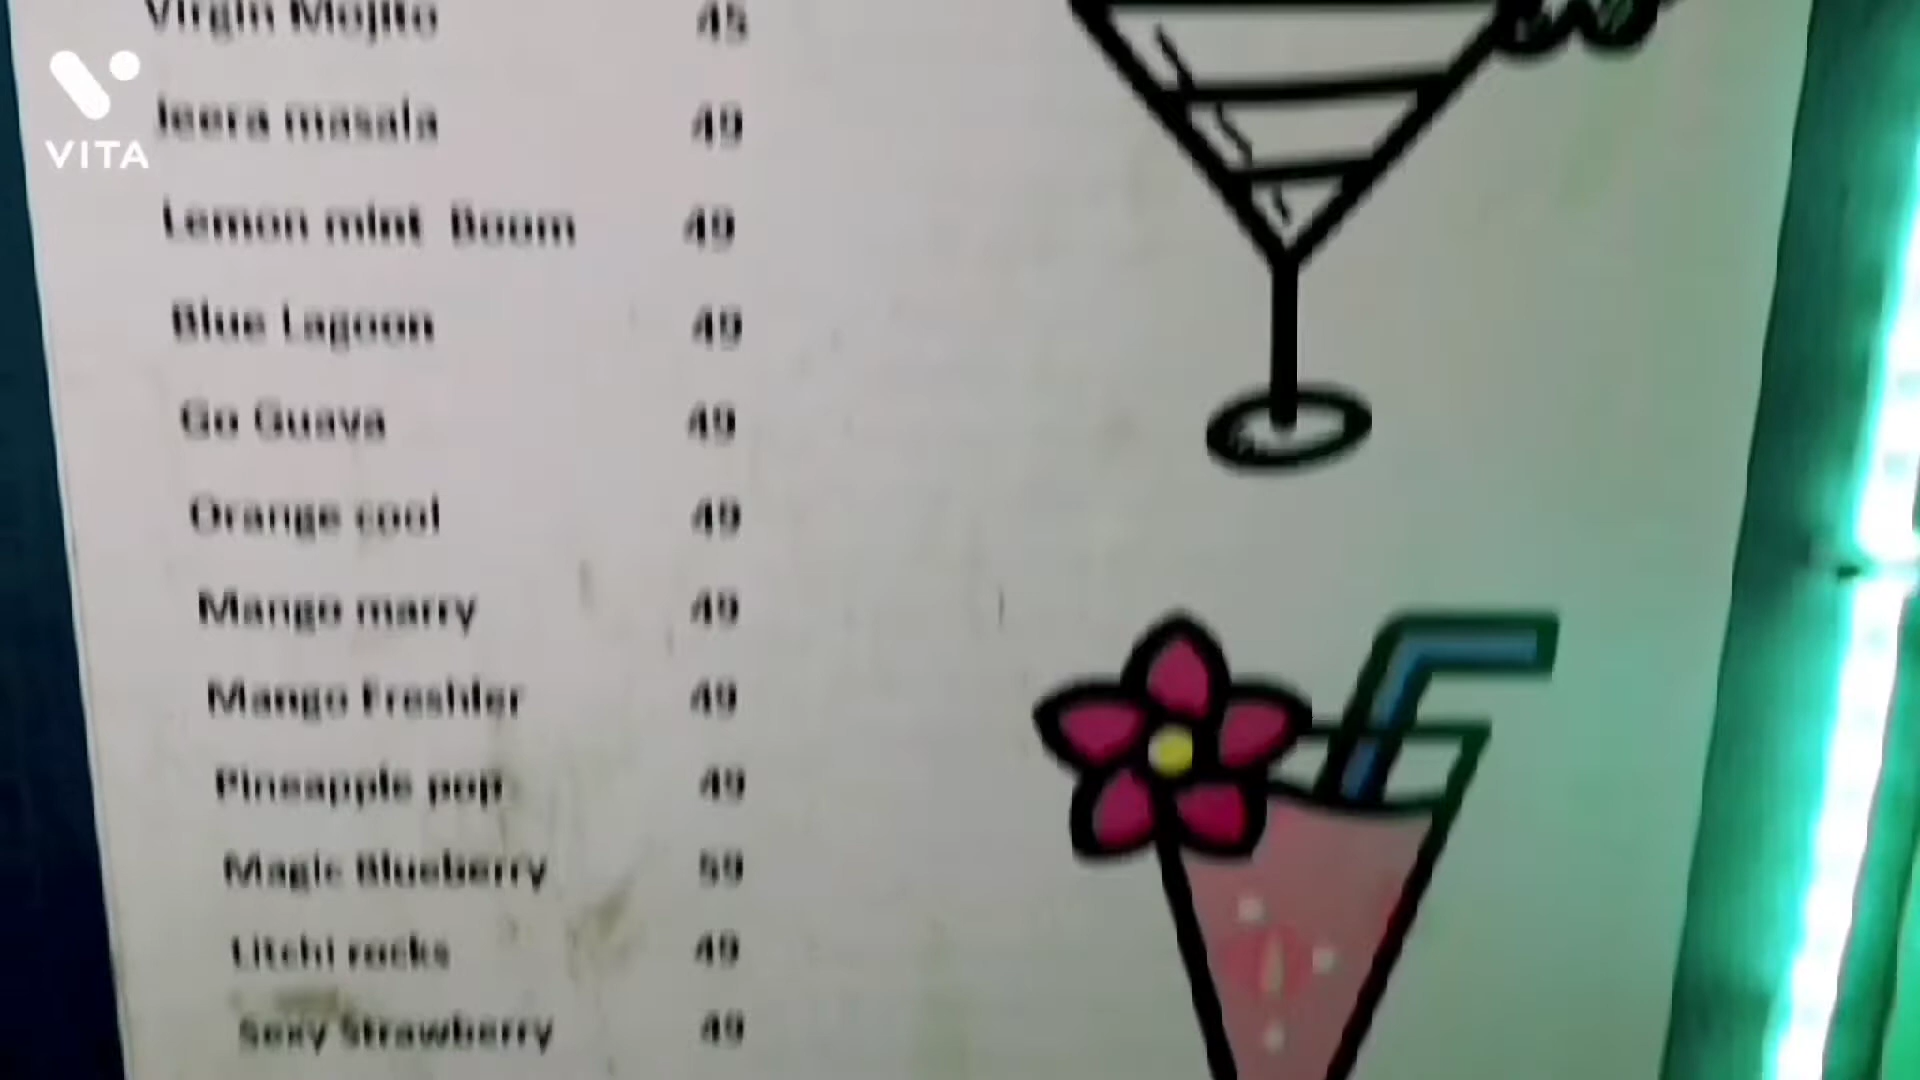 Virgin Mojito 45
VITA
Jeera masala 49
Lemon mint Boom 49
Blue Lagoon 49
Go Guava 49
Orange cool 49
Mango marry 49
Mango Freshler 49
Pineapple pop 49
Magic Blueberry 59
Litchi rocks 49
Sexy Strawberry 49